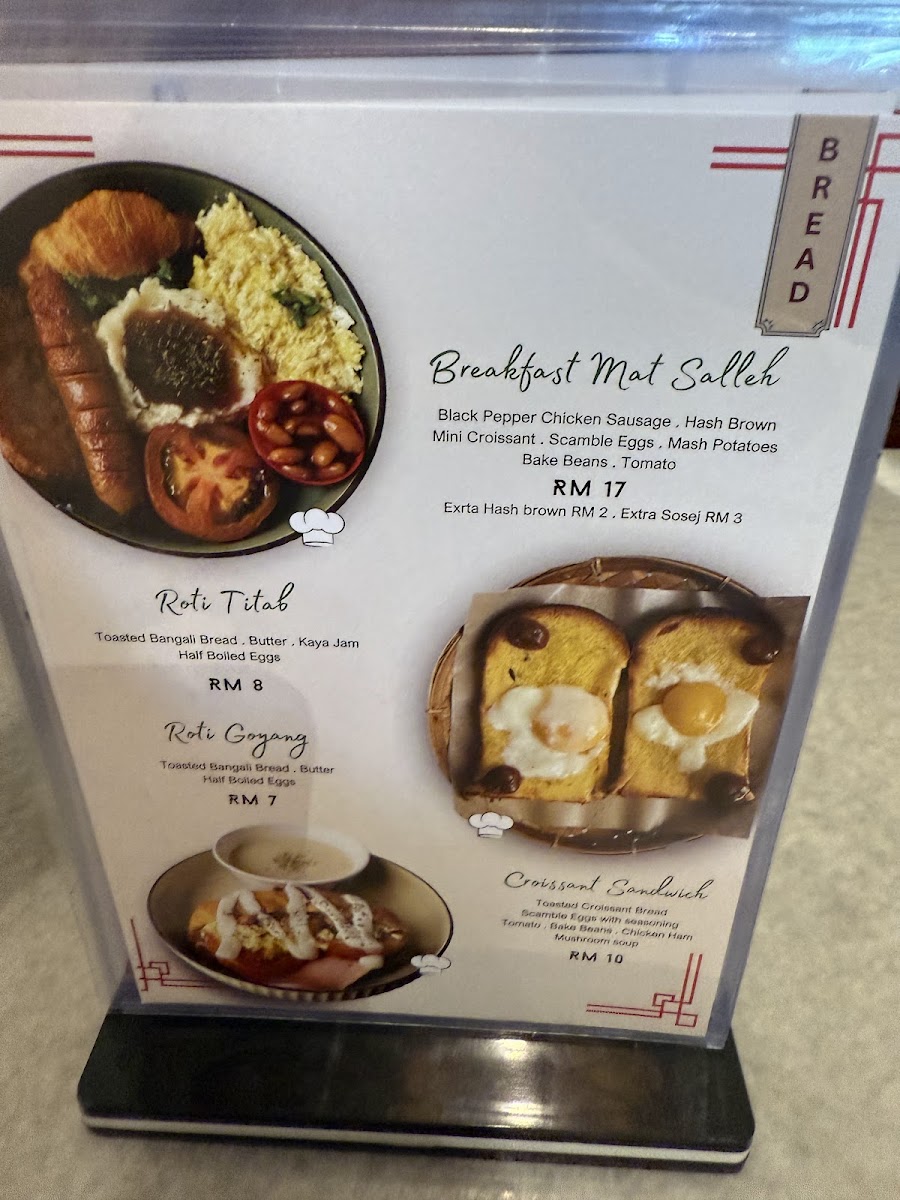 BREAD
Breakfast Mat Salleh
Black Pepper Chicken Sausage . Hash Brown
Mini Croissant . Scamble Eggs . Mash Potatoes
Bake Beans . Tomato
RM 17
Exrta Hash brown RM 2 . Extra Sosej RM 3
Roti Titab
Toasted Bangali Bread . Butter . Kaya Jam
Half Boiled Eggs
RM 8
Roti Goyang
Toasted Bangali Bread . Butter
Half Boiled Eggs
RM 7
Croissant Sandwich
Toasted Croissant Bread
Scamble Eggs with seasoning
Tomato . Bake Beans . Chicken Ham
Mushroom soup
RM 10